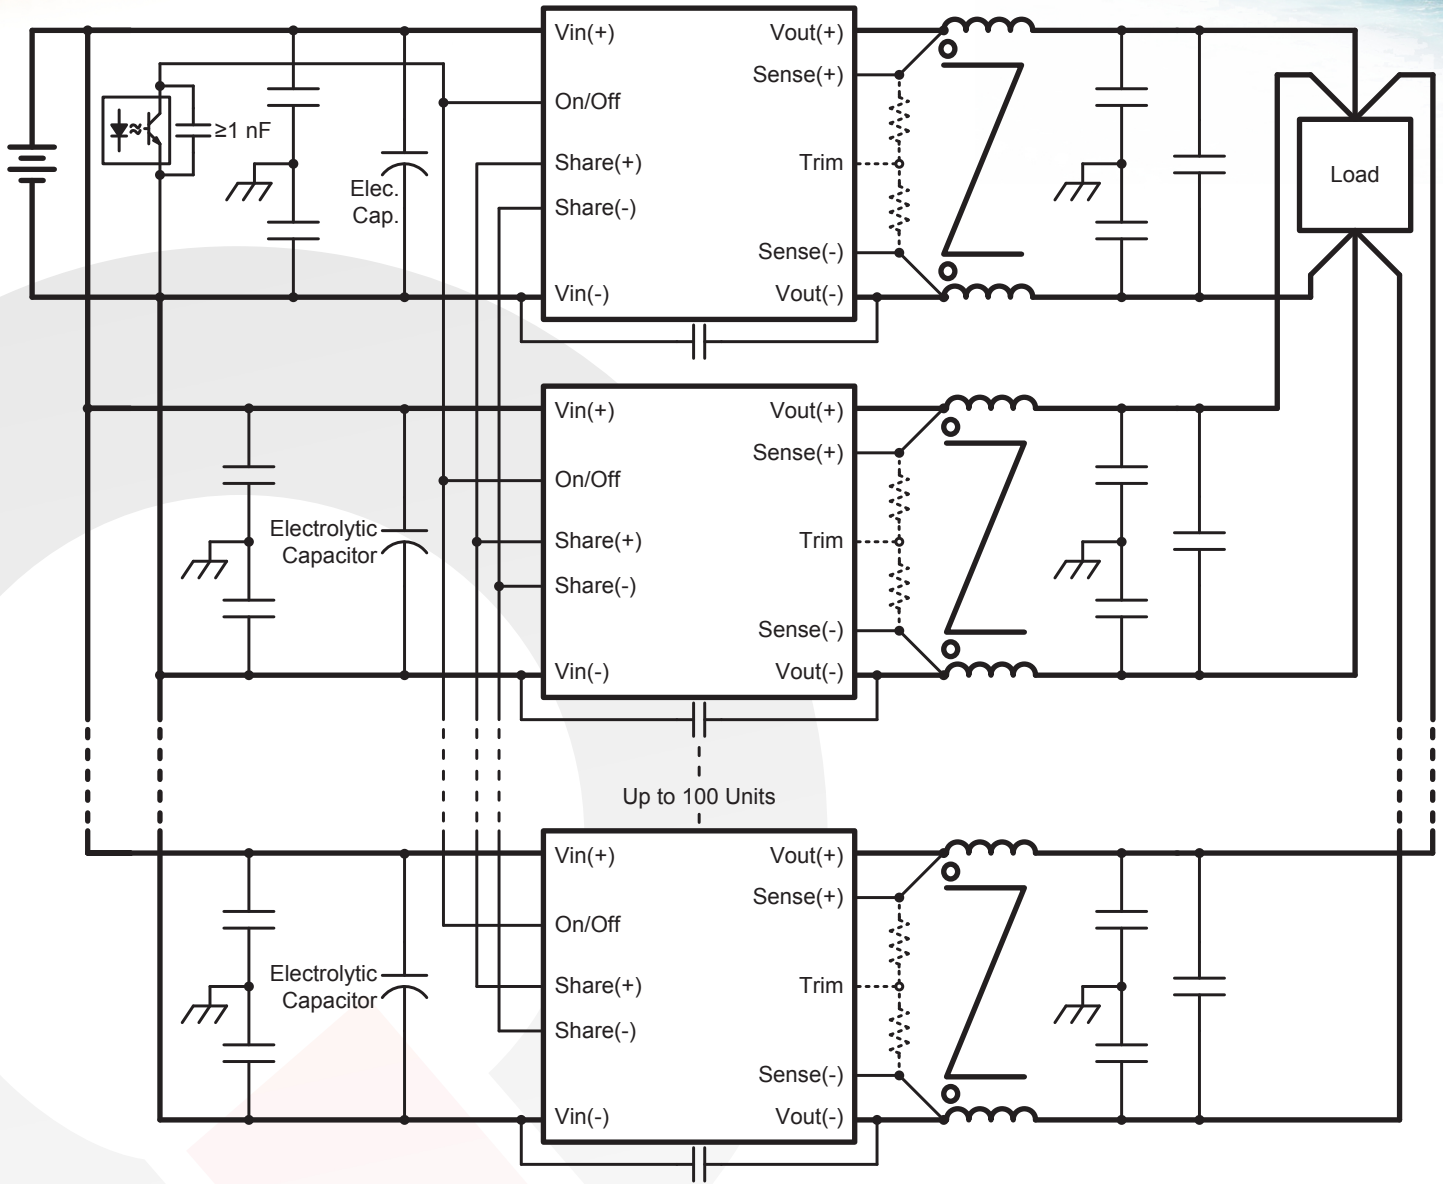 Vin(+)
Vout(+)
Sense(+)
On/Off
≥1 nF
Share(+)
Trim
Load
Elec.
Cap.
Share(-)
Sense(-)
Vin(-)
Vout(-)
Vin(+)
Vout(+)
Sense(+)
On/Off
Electrolytic
Capacitor
Share(+)
Trim
Share(-)
Sense(-)
Vin(-)
Vout(-)
Up to 100 Units
Vin(+)
Vout(+)
Sense(+)
On/Off
Electrolytic
Capacitor
Share(+)
Trim
Share(-)
Sense(-)
Vin(-)
Vout(-)